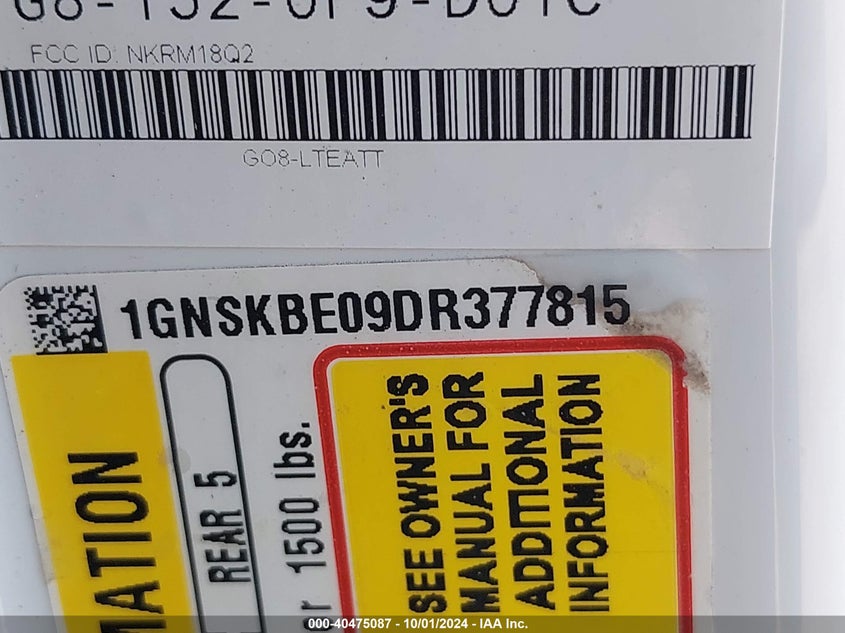 FCC ID: NKRM18Q2
GO8-LTEATT
1GNSKBE09DR377815
REAR 5
1500 lbs.
SEE OWNER'S
MANUAL FOR
ADDITIONAL
INFORMATION
000-40475087 - 10/01/2024 - IAA Inc.